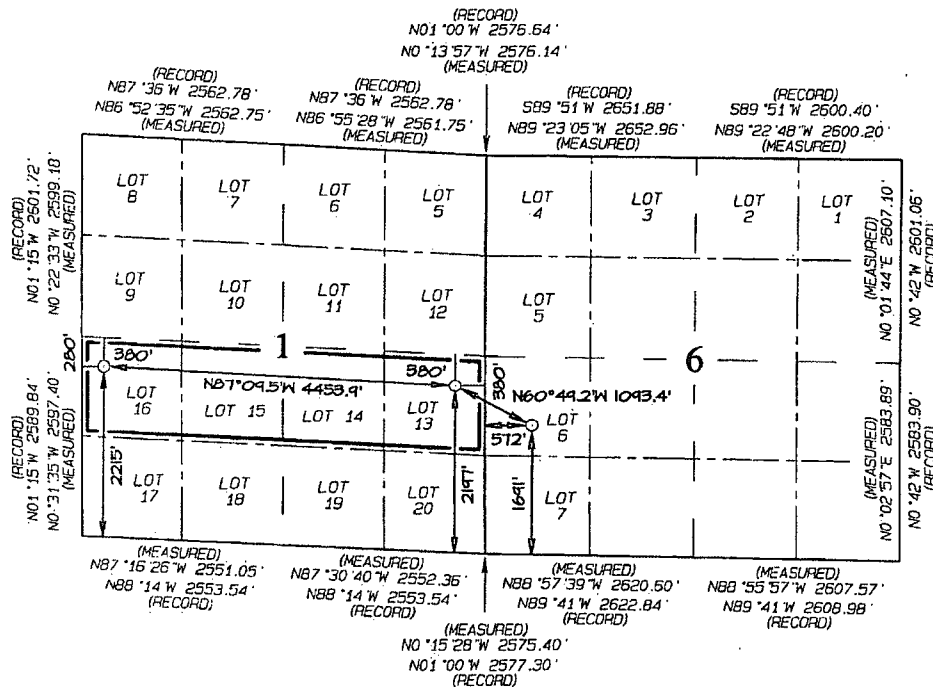 (RECORD)
N01 °00 'W 2576.64 '
N0 °13 '57 "W 2576.14 '
(MEASURED)
(RECORD)
N87 °36 'W 2562.78 '
N86 °52 '35 "W 2562.75 '
(MEASURED)
(RECORD)
N87 °36 'W 2562.78 '
N86 °55 '28 "W 2561.75 '
(MEASURED)
(RECORD)
S89 °51 'W 2651.88 '
N89 °23 '05 "W 2652.96 '
(MEASURED)
(RECORD)
S89 °51 'W 2600.40 '
N89 °22 '48 "W 2600.20 '
(MEASURED)
(RECORD)
N01 °15 'W 2601.72 '
N0 °22 '33 "W 2599.18 '
(MEASURED)
LOT
8
LOT
7
LOT
6
LOT
5
LOT
4
LOT
3
LOT
2
LOT
1
(MEASURED)
N0 °01 '44 "E 2607.10 '
N0 °42 'W 2601.06 '
(RECORD)
LOT
9
LOT
10
LOT
11
LOT
12
LOT
5
1
6
280'
380'
N87°09.5'W 4453.9'
380'
380'
N60°49.2'W 1093.4'
572'
(RECORD)
N01 °15 'W 2589.84 '
N0 °31 '35 "W 2597.40 '
(MEASURED)
LOT
16
LOT 15
LOT 14
LOT
13
LOT
6
(MEASURED)
N0 °02 '57 "E 2583.89 '
N0 °42 'W 2583.90 '
(RECORD)
2215'
2197'
1691'
LOT
17
LOT
18
LOT
19
LOT
20
LOT
7
(MEASURED)
N87 °16 '26 "W 2551.05 '
N88 °14 'W 2553.54 '
(RECORD)
(MEASURED)
N87 °30 '40 "W 2552.36 '
N88 °14 'W 2553.54 '
(RECORD)
(MEASURED)
N88 °57 '39 "W 2620.60 '
N89 °41 'W 2622.84 '
(RECORD)
(MEASURED)
N88 °55 '57 "W 2607.57 '
N89 °41 'W 2608.98 '
(RECORD)
(MEASURED)
N0 °15 '28 "W 2575.40 '
N01 °00 'W 2577.30 '
(RECORD)